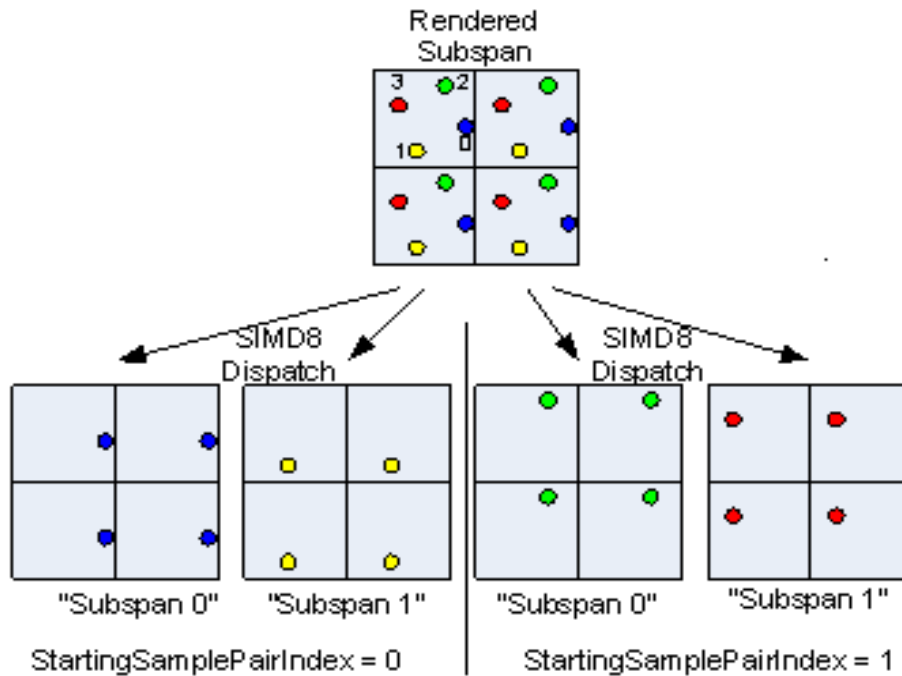 Rendered
Subspan
3
2
1
0
SIMD8
Dispatch
SIMD8
Dispatch
"Subspan 0"
"Subspan 1"
"Subspan 0"
"Subspan 1"
StartingSamplePairIndex = 0
StartingSamplePairIndex = 1